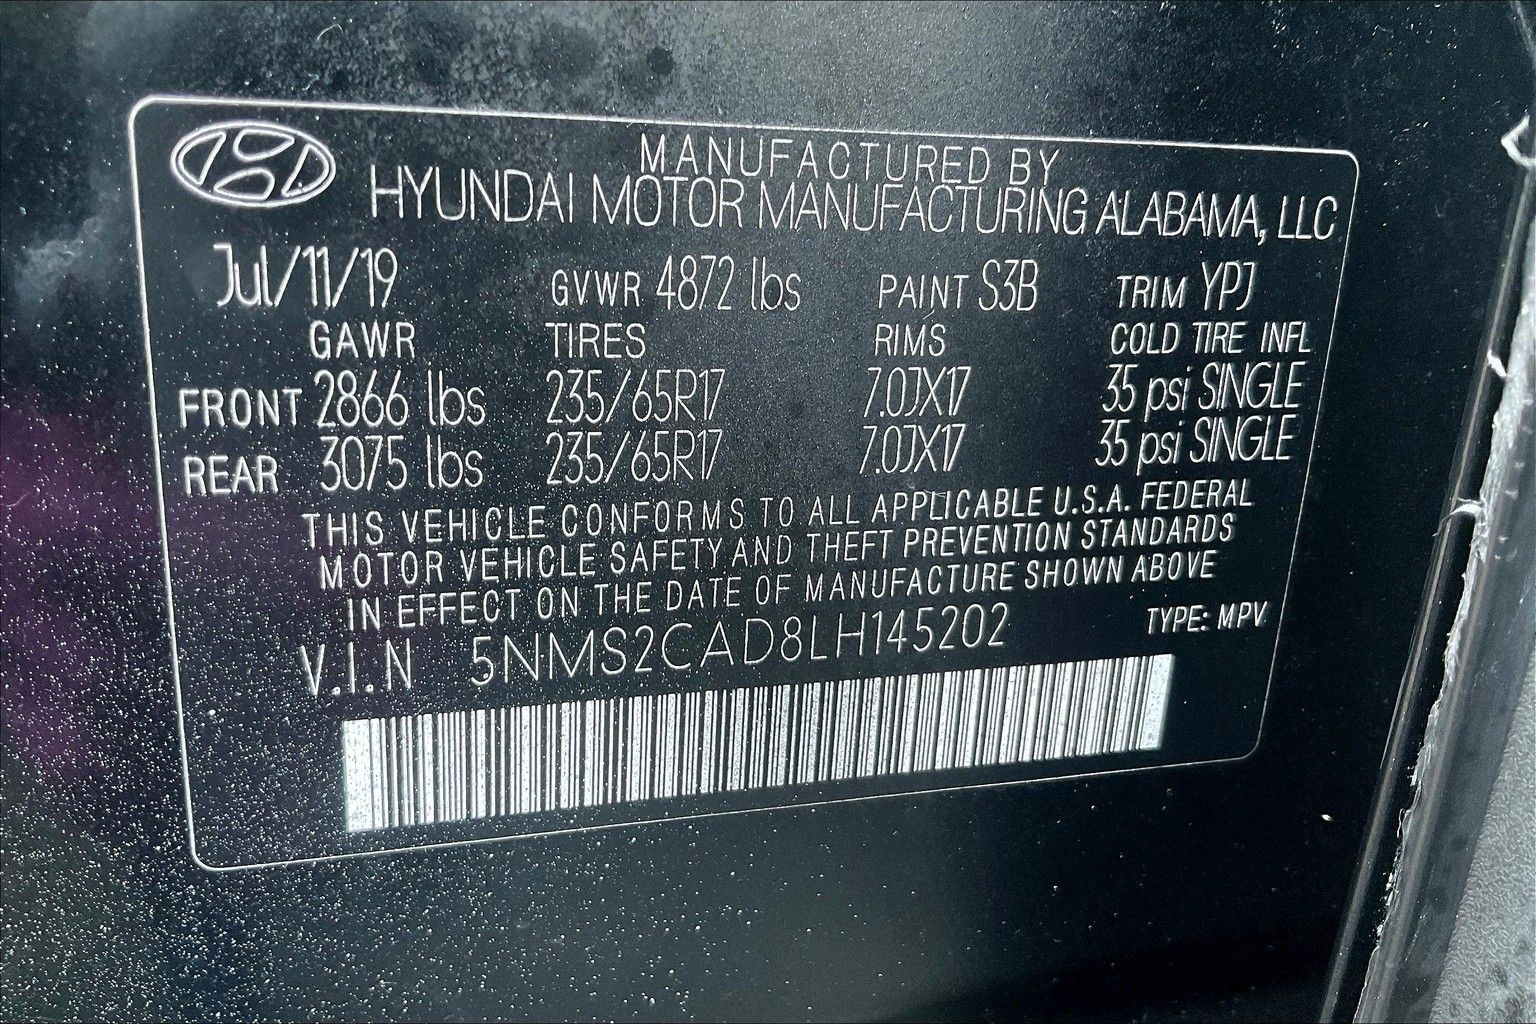 MANUFACTURED BY
HYUNDAI MOTOR MANUFACTURING ALABAMA, LLC
Jul/11/19 GVWR 4872 lbs PAINT S3B TRIM YPJ
GAWR TIRES RIMS COLD TIRE INFL
FRONT 2866 lbs 235/65R17 7.0JX17 35 psi SINGLE
REAR 3075 lbs 235/65R17 7.0JX17 35 psi SINGLE
THIS VEHICLE CONFORMS TO ALL APPLICABLE U.S.A. FEDERAL
MOTOR VEHICLE SAFETY AND THEFT PREVENTION STANDARDS
IN EFFECT ON THE DATE OF MANUFACTURE SHOWN ABOVE
V.I.N 5NMS2CAD8LH145202 TYPE: MPV